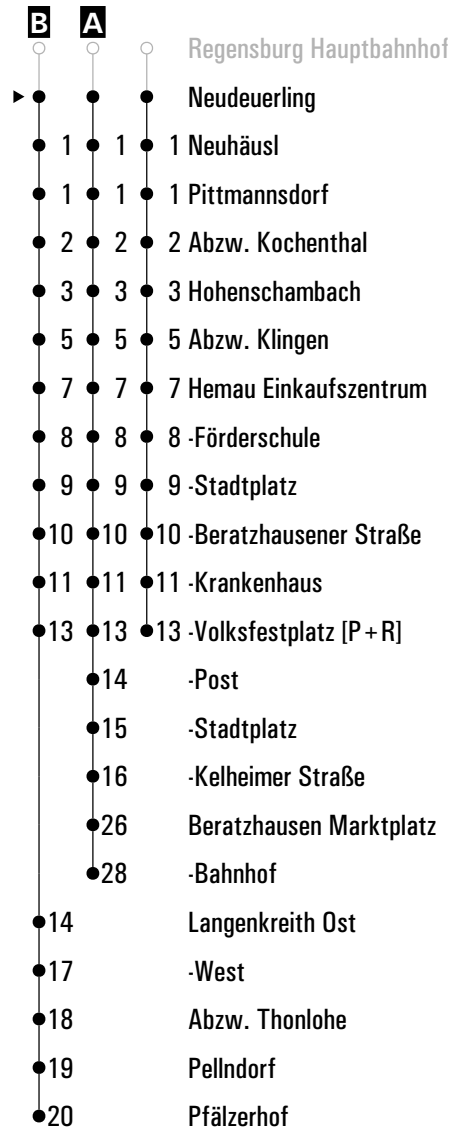 B A
Regensburg Hauptbahnhof
Neudeuerling
1 1 1 Neuhäusl
1 1 1 Pittmannsdorf
2 2 2 Abzw. Kochenthal
3 3 3 Hohenschambach
5 5 5 Abzw. Klingen
7 7 7 Hemau Einkaufszentrum
8 8 8 -Förderschule
9 9 9 -Stadtplatz
10 10 10 -Beratzhausener Straße
11 11 11 -Krankenhaus
13 13 13 -Volksfestplatz [P+R]
14 -Post
15 -Stadtplatz
16 -Kelheimer Straße
26 Beratzhausen Marktplatz
28 -Bahnhof
14 Langenkreith Ost
17 -West
18 Abzw. Thonlohe
19 Pellndorf
20 Pfälzerhof